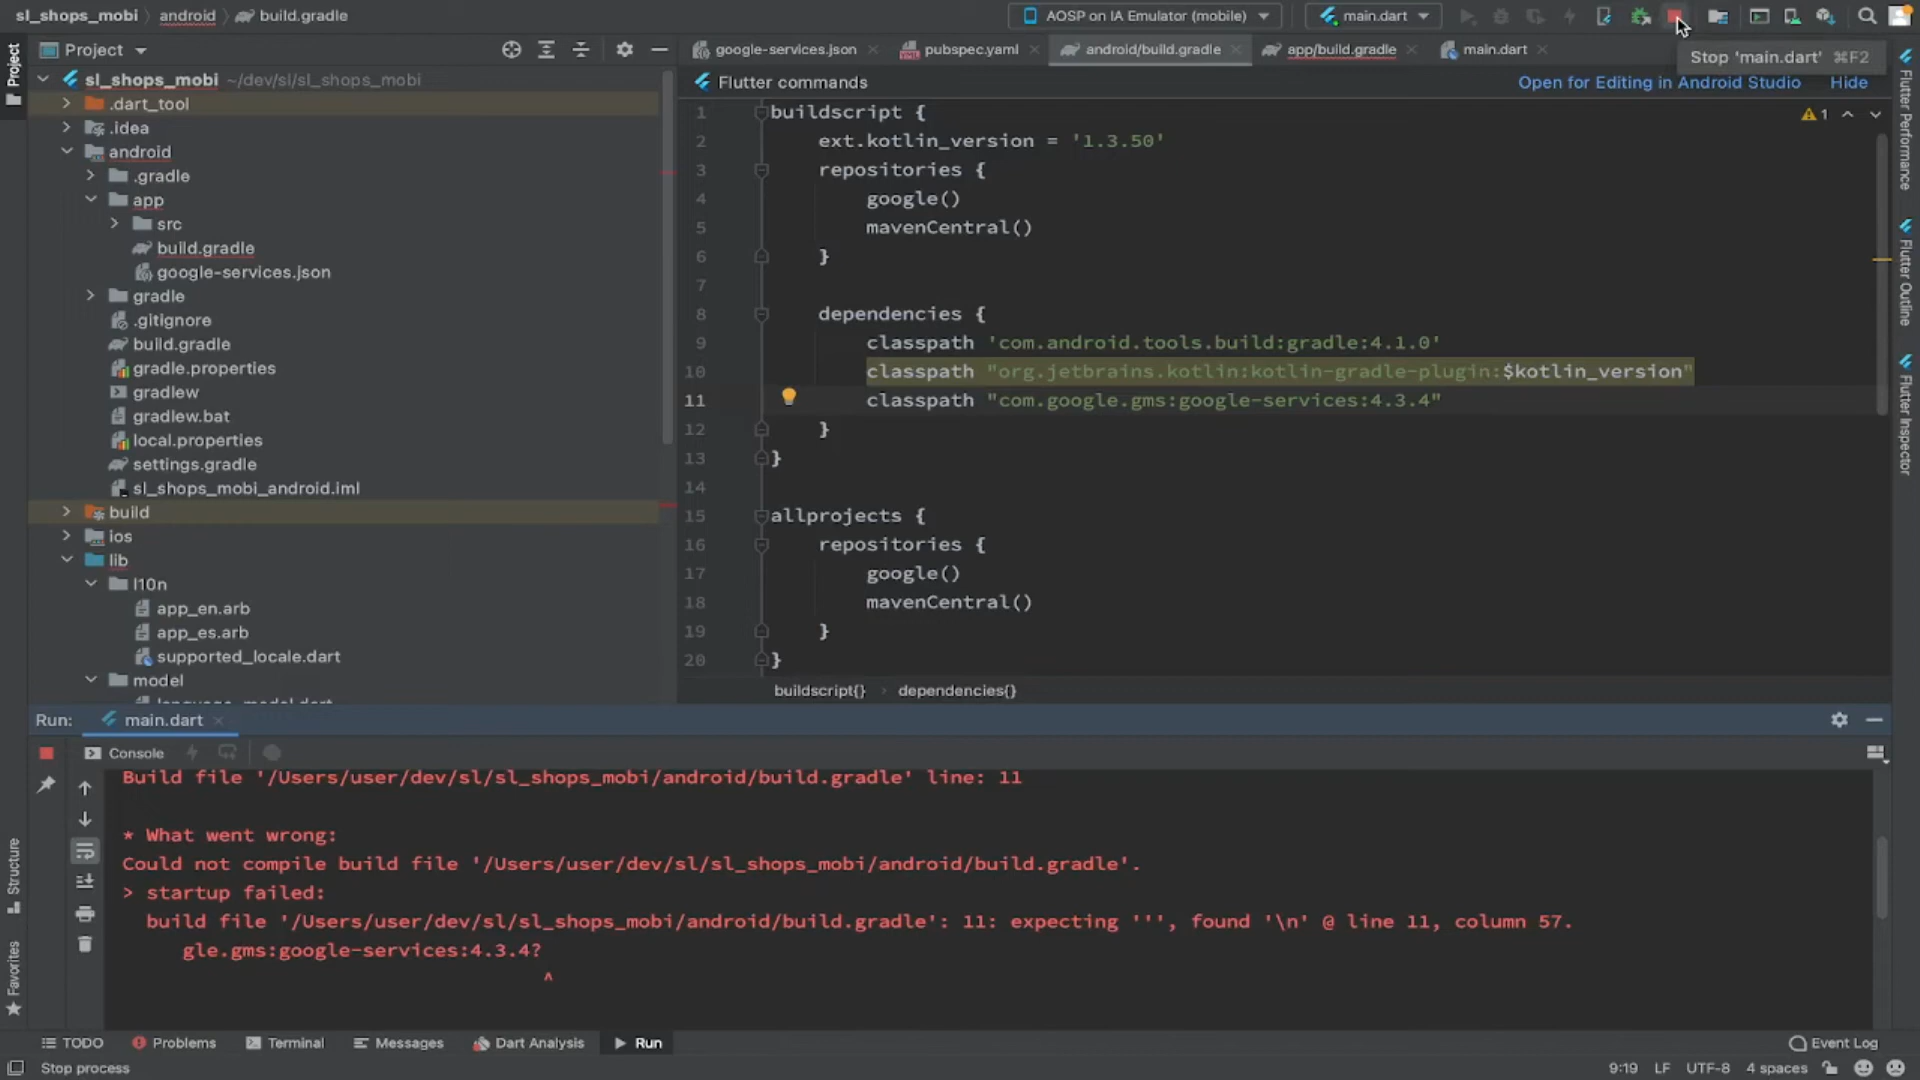 sl_shops_mobi
android
build.gradle
AOSP on IA Emulator (mobile)
main.dart
Project
google-services.json
pubspec.yaml
android/build.gradle
app/build.gradle
main.dart
Stop 'main.dart' ⌘F2
Flutter commands
Open for Editing in Android Studio
Hide
sl_shops_mobi ~/dev/sl/sl_shops_mobi
.dart_tool
.idea
android
.gradle
app
src
build.gradle
google-services.json
gradle
.gitignore
build.gradle
gradle.properties
gradlew
gradlew.bat
local.properties
settings.gradle
sl_shops_mobi_android.iml
build
ios
lib
l10n
app_en.arb
app_es.arb
supported_locale.dart
model
language_model.dart
1 buildscript {
2 ext.kotlin_version = '1.3.50'
3 repositories {
4 google()
5 mavenCentral()
6 }
7
8 dependencies {
9 classpath 'com.android.tools.build:gradle:4.1.0'
10 classpath "org.jetbrains.kotlin:kotlin-gradle-plugin:$kotlin_version"
11 classpath "com.google.gms:google-services:4.3.4"
12 }
13 }
14
15 allprojects {
16 repositories {
17 google()
18 mavenCentral()
19 }
20 }
1
buildscript{}
dependencies{}
Project
Structure
Favorites
Flutter Performance
Flutter Outline
Flutter Inspector
Run:
main.dart
Console
Build file '/Users/user/dev/sl/sl_shops_mobi/android/build.gradle' line: 11
* What went wrong:
Could not compile build file '/Users/user/dev/sl/sl_shops_mobi/android/build.gradle'.
> startup failed:
build file '/Users/user/dev/sl/sl_shops_mobi/android/build.gradle': 11: expecting ''', found '\n' @ line 11, column 57.
gle.gms:google-services:4.3.4?
^
TODO
Problems
Terminal
Messages
Dart Analysis
Run
Event Log
Stop process
9:19
LF
UTF-8
4 spaces